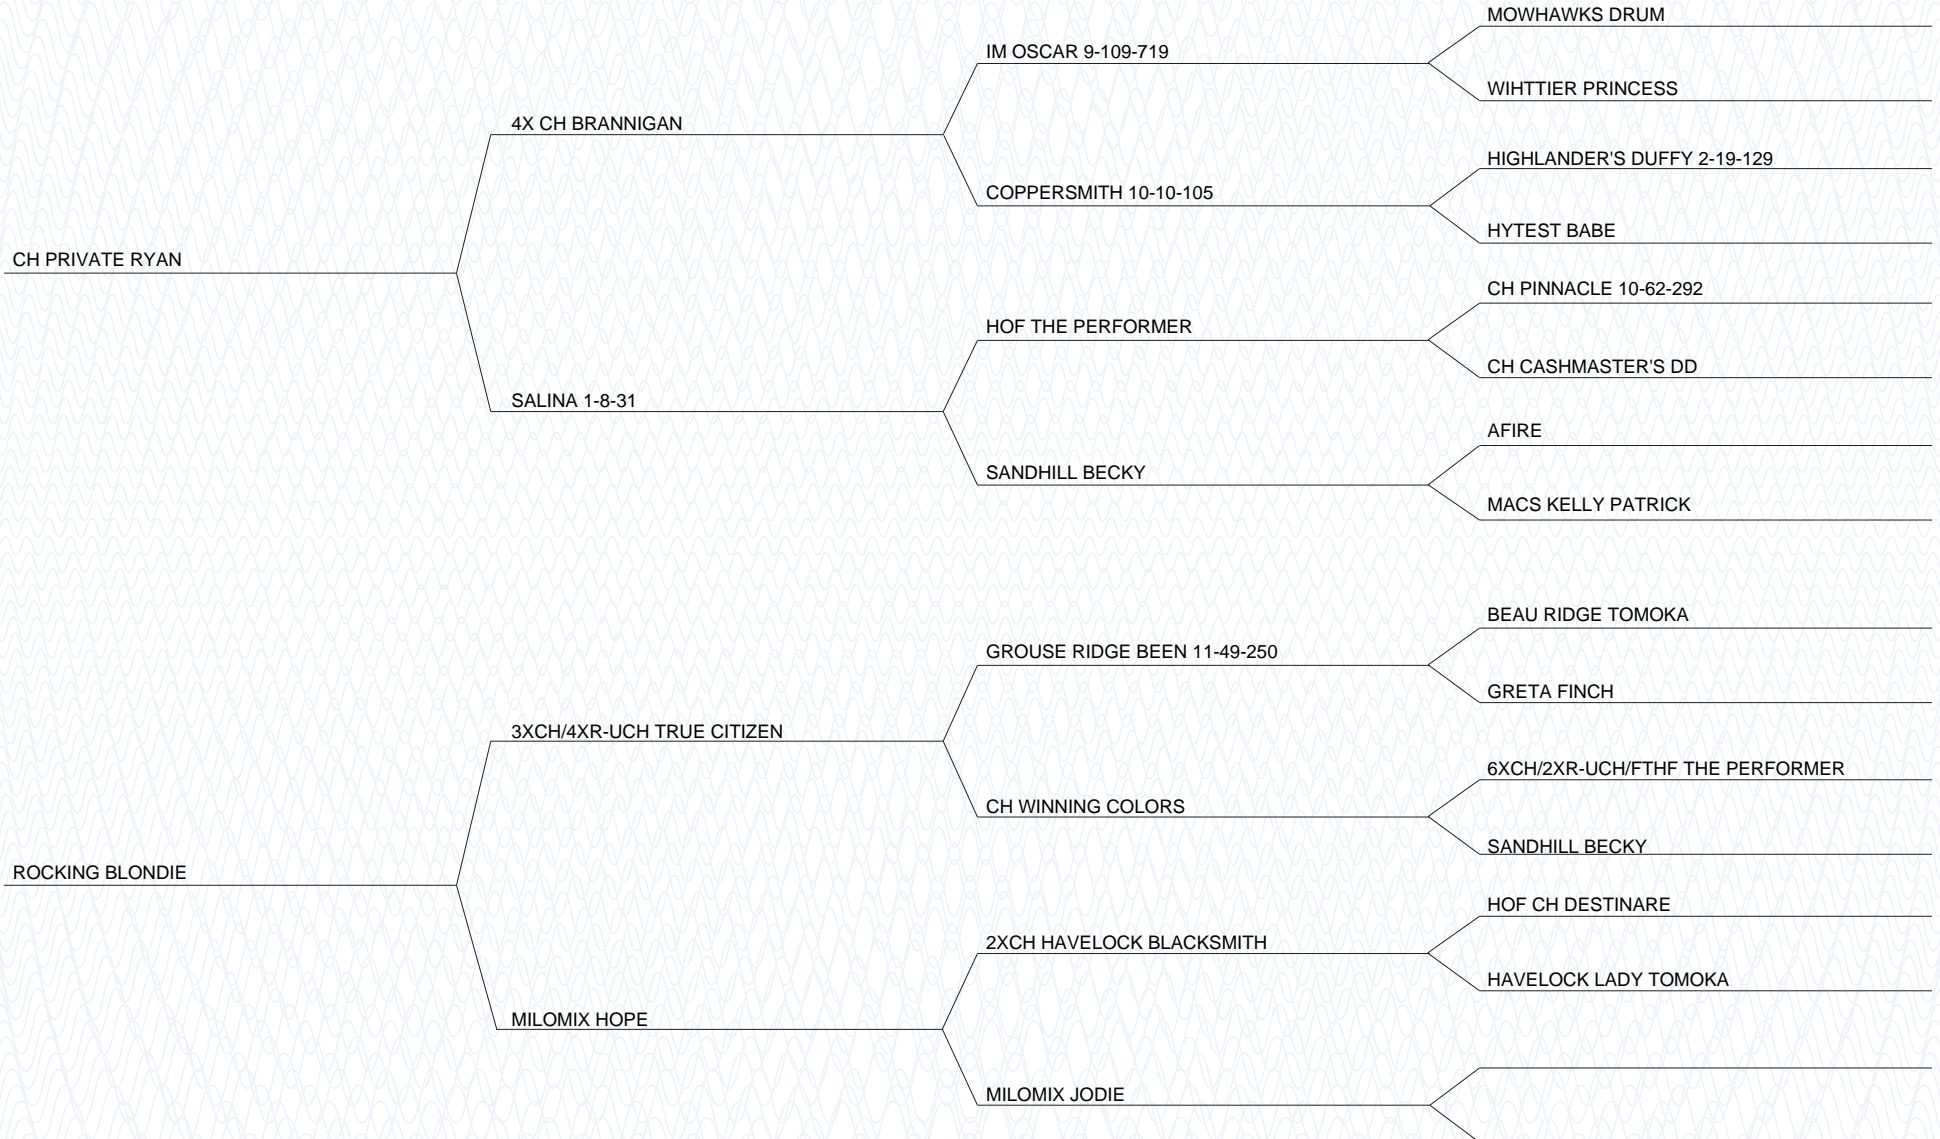 MOWHAWKS DRUM
IM OSCAR 9-109-719
WIHTTIER PRINCESS
4X CH BRANNIGAN
HIGHLANDER'S DUFFY 2-19-129
COPPERSMITH 10-10-105
HYTEST BABE
CH PRIVATE RYAN
CH PINNACLE 10-62-292
HOF THE PERFORMER
CH CASHMASTER'S DD
SALINA 1-8-31
AFIRE
SANDHILL BECKY
MACS KELLY PATRICK
BEAU RIDGE TOMOKA
GROUSE RIDGE BEEN 11-49-250
GRETA FINCH
3XCH/4XR-UCH TRUE CITIZEN
6XCH/2XR-UCH/FTHF THE PERFORMER
CH WINNING COLORS
SANDHILL BECKY
ROCKING BLONDIE
HOF CH DESTINARE
2XCH HAVELOCK BLACKSMITH
HAVELOCK LADY TOMOKA
MILOMIX HOPE
MILOMIX JODIE